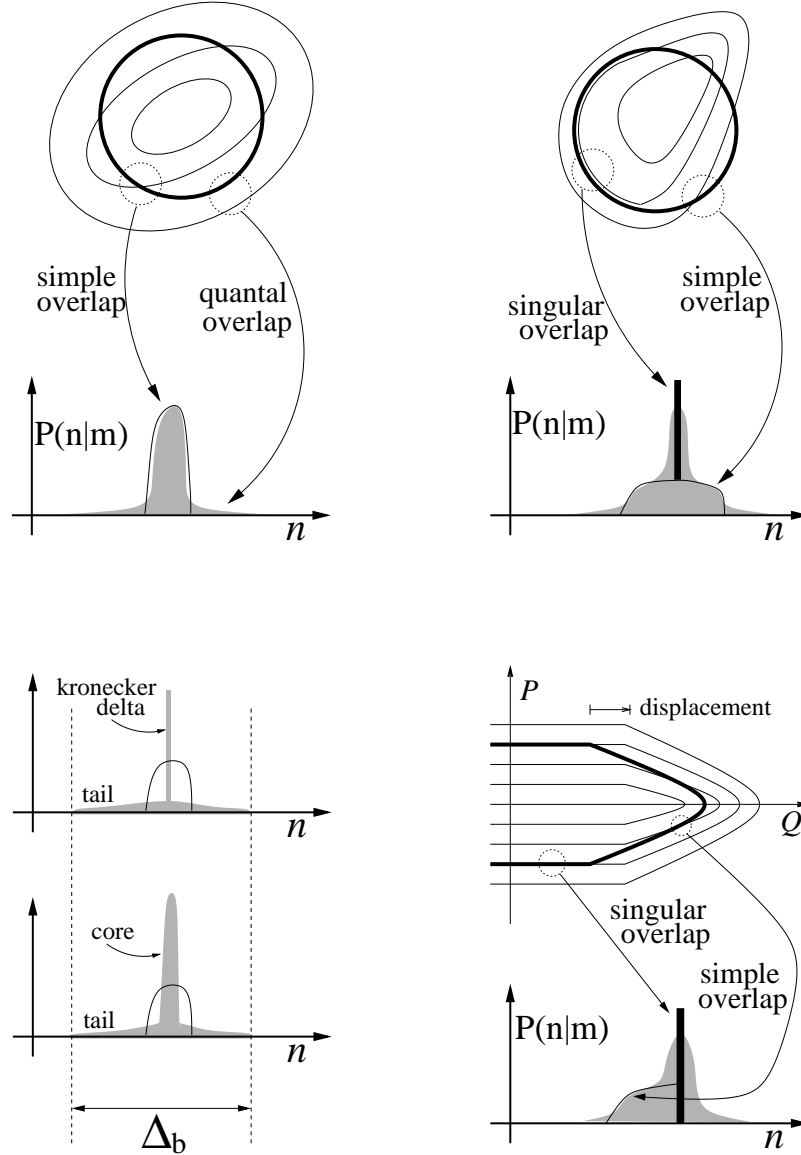 simple
overlap
quantal
overlap
P(n|m)
n
singular
overlap
simple
overlap
P(n|m)
n
kronecker
delta
tail
n
core
tail
n
Δb
P
displacement
Q
singular
overlap
simple
overlap
P(n|m)
n